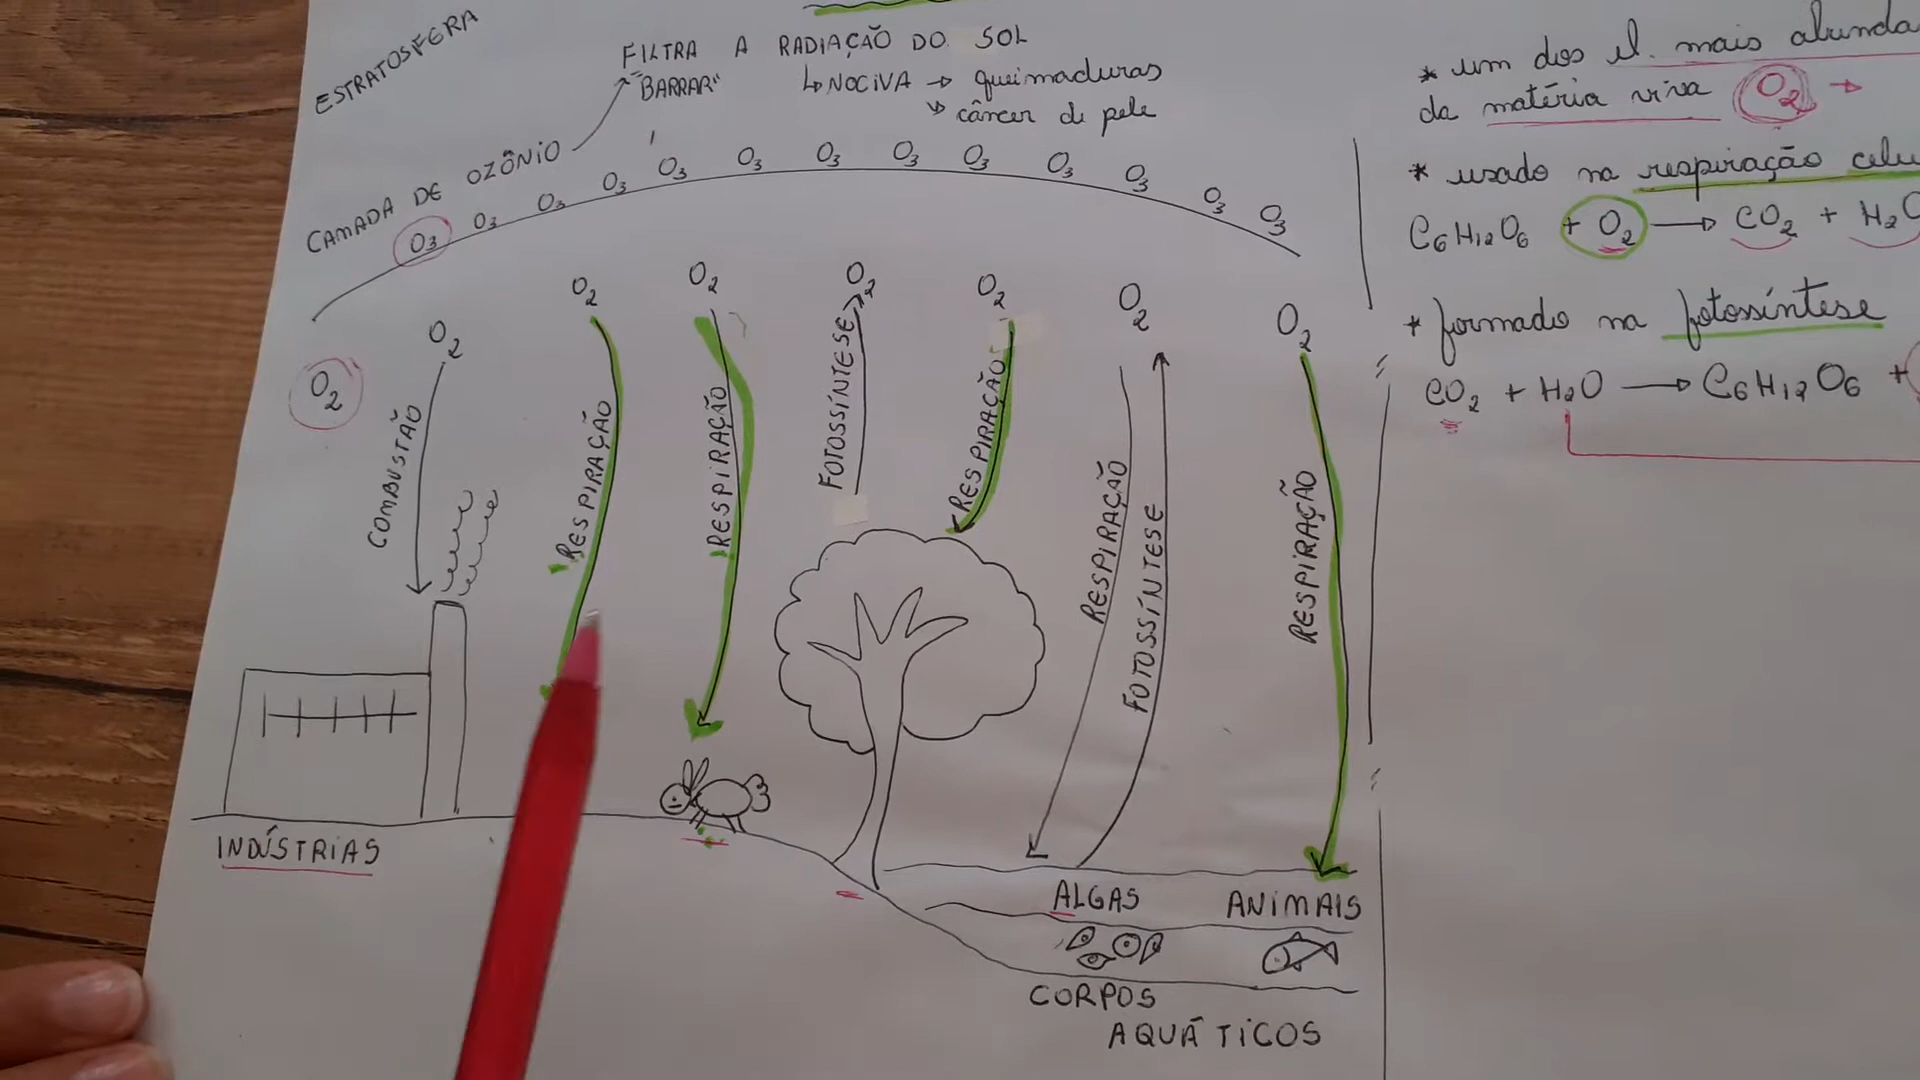 ESTRATOSFERA
FILTRA A RADIAÇÃO DO SOL
"BARRAR"
↳ NOCIVA → queimaduras
↘ câncer de pele
CAMADA DE OZÔNIO
O3 O3 O3 O3 O3 O3 O3 O3 O3 O3 O3 O3 O3
O2 O2 O2 O2 O2 O2 O2
O2
COMBUSTÃO
RESPIRAÇÃO
RESPIRAÇÃO
FOTOSSÍNTESE
RESPIRAÇÃO
RESPIRAÇÃO
FOTOSSÍNTESE
RESPIRAÇÃO
INDÚSTRIAS
ALGAS
ANIMAIS
CORPOS
AQUÁTICOS
* um dos el. mais
da matéria viva O2 →
* usado na respiração
C6H12O6 + O2 → CO2 + H2O
* formado na fotossíntese
CO2 + H2O → C6H12O6 +